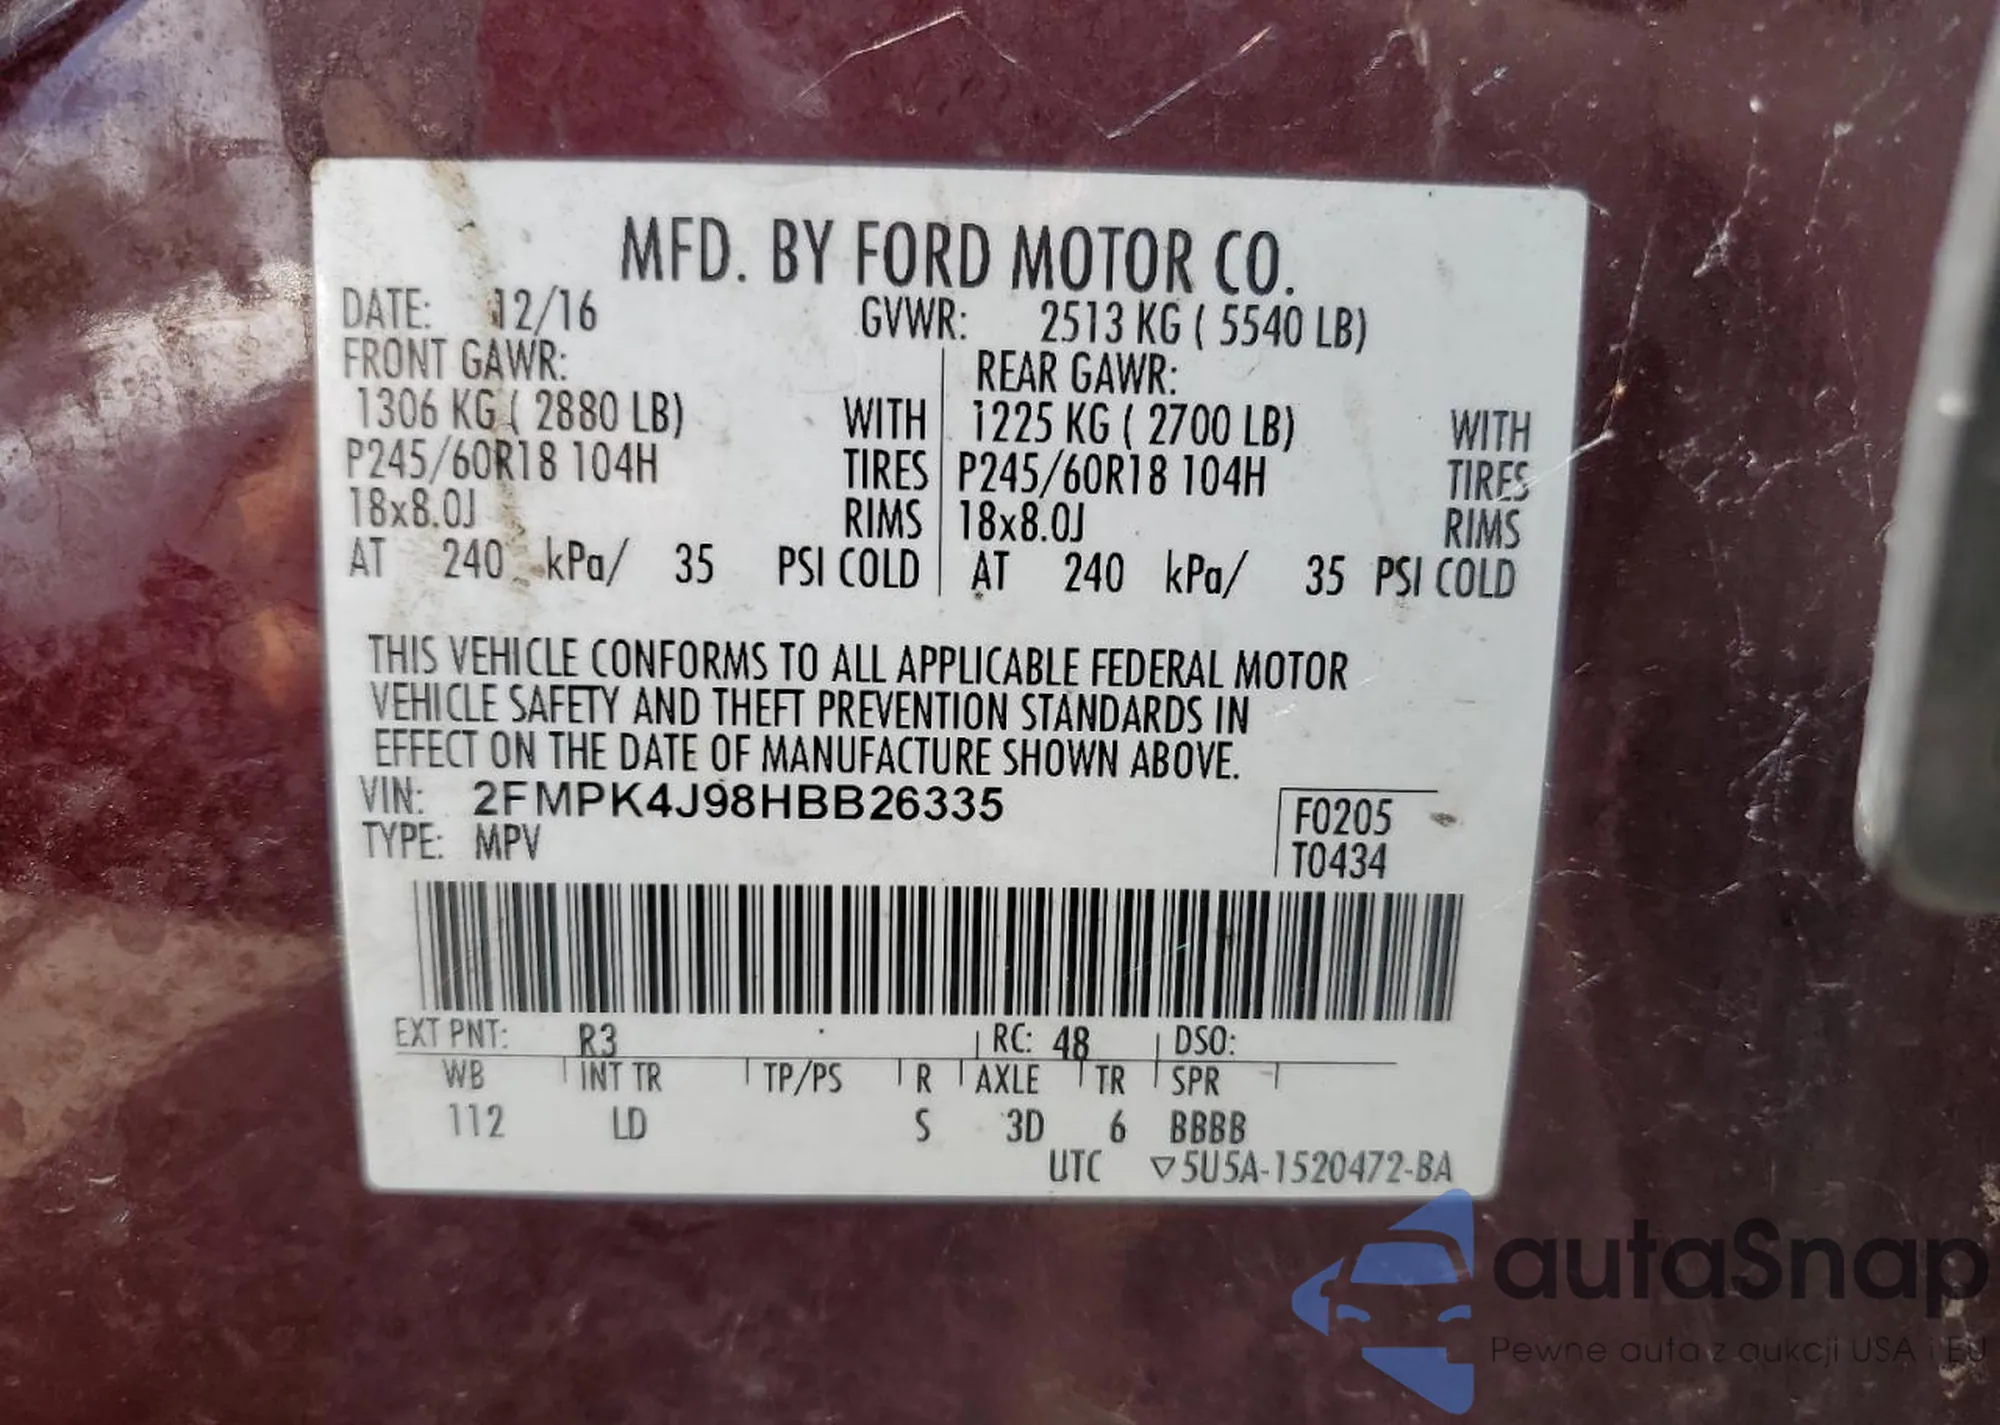 MFD. BY FORD MOTOR CO.
DATE: 12/16 GVWR: 2513 KG ( 5540 LB)
FRONT GAWR: REAR GAWR:
1306 KG ( 2880 LB) WITH 1225 KG ( 2700 LB) WITH
P245/60R18 104H TIRES P245/60R18 104H TIRES
18x8.0J RIMS 18x8.0J RIMS
AT 240 kPa/ 35 PSI COLD AT 240 kPa/ 35 PSI COLD
THIS VEHICLE CONFORMS TO ALL APPLICABLE FEDERAL MOTOR
VEHICLE SAFETY AND THEFT PREVENTION STANDARDS IN
EFFECT ON THE DATE OF MANUFACTURE SHOWN ABOVE.
VIN: 2FMPK4J98HBB26335 F0205
TYPE: MPV T0434
EXT PNT: R3 RC: 48 DSO:
WB INT TR TP/PS R AXLE TR SPR
112 LD S 3D 6 BBBB
UTC ▽5U5A-1520472-BA
autaSnap
Pewne auta z aukcji USA i EU